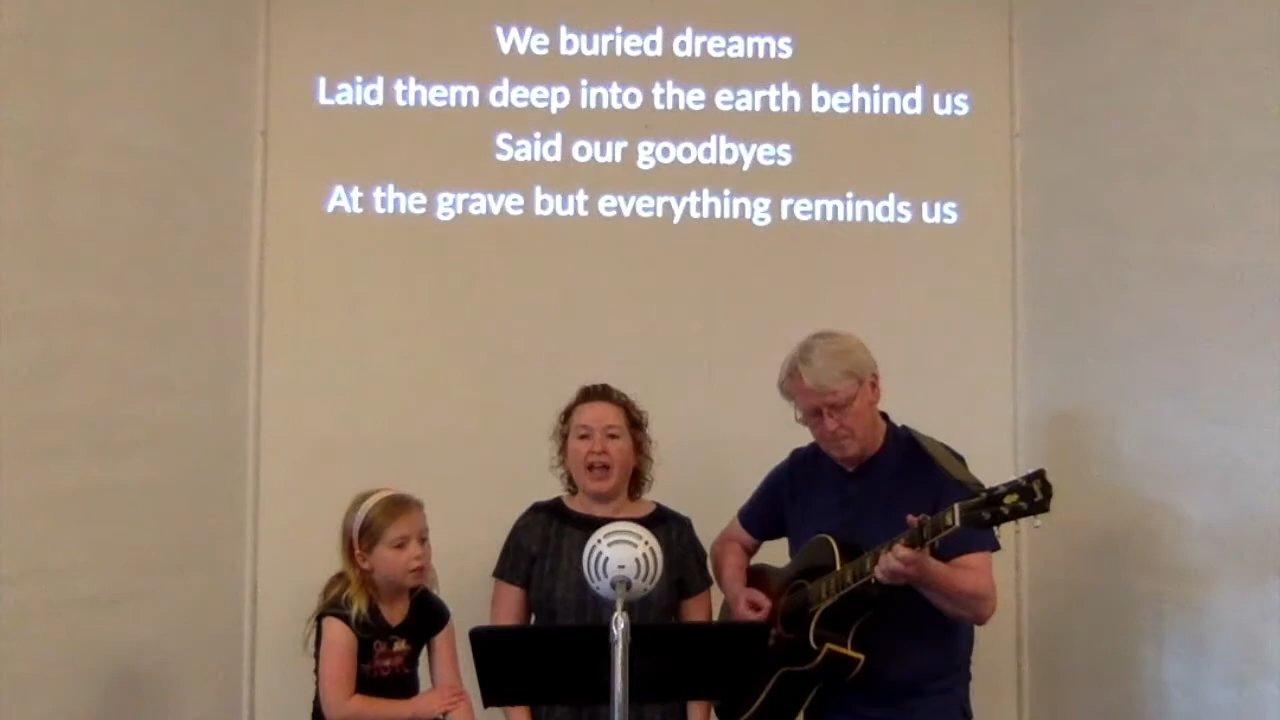 We buried dreams
Laid them deep into the earth behind us
Said our goodbyes
At the grave but everything reminds us